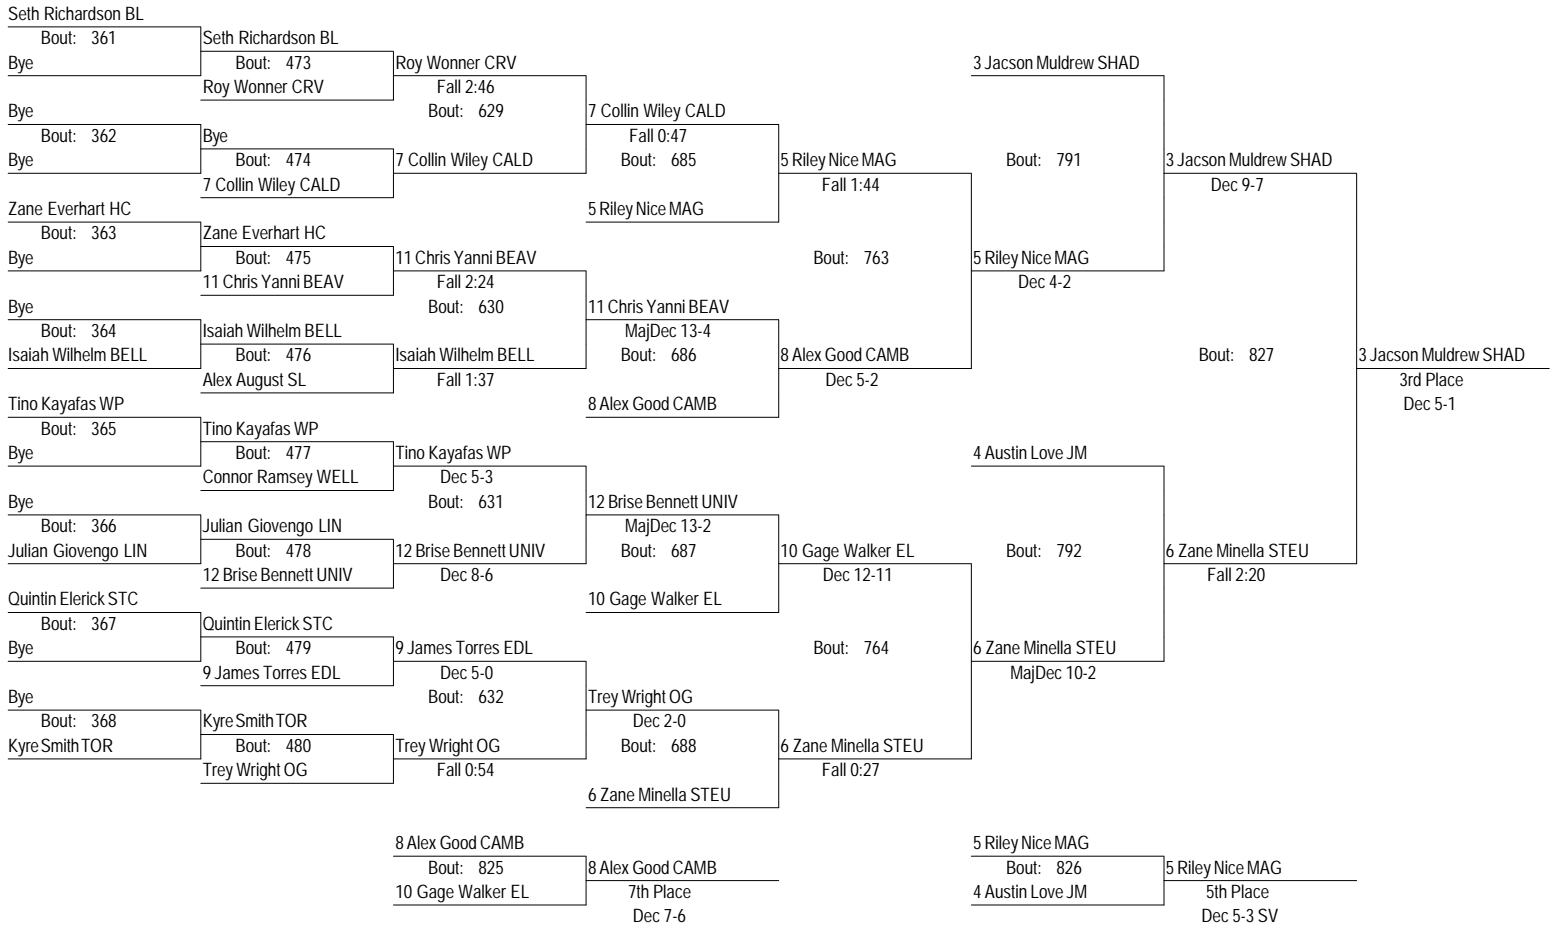 Seth Richardson BL
Bout: 361
Bye
Bye
Bout: 362
Bye
Zane Everhart HC
Bout: 363
Bye
Bye
Bout: 364
Isaiah Wilhelm BELL
Tino Kayafas WP
Bout: 365
Bye
Bye
Bout: 366
Julian Giovengo LIN
Quintin Elerick STC
Bout: 367
Bye
Bye
Bout: 368
Kyre Smith TOR
Seth Richardson BL
Bout: 473
Roy Wonner CRV
Bye
Bout: 474
7 Collin Wiley CALD
Zane Everhart HC
Bout: 475
11 Chris Yanni BEAV
Isaiah Wilhelm BELL
Bout: 476
Alex August SL
Tino Kayafas WP
Bout: 477
Connor Ramsey WELL
Julian Giovengo LIN
Bout: 478
12 Brise Bennett UNIV
Quintin Elerick STC
Bout: 479
9 James Torres EDL
Kyre Smith TOR
Bout: 480
Trey Wright OG
Roy Wonner CRV
Fall 2:46
Bout: 629
7 Collin Wiley CALD
11 Chris Yanni BEAV
Fall 2:24
Bout: 630
Isaiah Wilhelm BELL
Fall 1:37
Tino Kayafas WP
Dec 5-3
Bout: 631
12 Brise Bennett UNIV
Dec 8-6
9 James Torres EDL
Dec 5-0
Bout: 632
Trey Wright OG
Fall 0:54
7 Collin Wiley CALD
Fall 0:47
Bout: 685
5 Riley Nice MAG
11 Chris Yanni BEAV
MajDec 13-4
Bout: 686
8 Alex Good CAMB
12 Brise Bennett UNIV
MajDec 13-2
Bout: 687
10 Gage Walker EL
Trey Wright OG
Dec 2-0
Bout: 688
6 Zane Minella STEU
5 Riley Nice MAG
Fall 1:44
Bout: 763
8 Alex Good CAMB
Dec 5-2
10 Gage Walker EL
Dec 12-11
Bout: 764
6 Zane Minella STEU
Fall 0:27
3 Jacson Muldrew SHAD
Bout: 791
5 Riley Nice MAG
Dec 4-2
4 Austin Love JM
Bout: 792
6 Zane Minella STEU
MajDec 10-2
3 Jacson Muldrew SHAD
Dec 9-7
Bout: 827
6 Zane Minella STEU
Fall 2:20
3 Jacson Muldrew SHAD
3rd Place
Dec 5-1
8 Alex Good CAMB
Bout: 825
10 Gage Walker EL
8 Alex Good CAMB
7th Place
Dec 7-6
5 Riley Nice MAG
Bout: 826
4 Austin Love JM
5 Riley Nice MAG
5th Place
Dec 5-3 SV